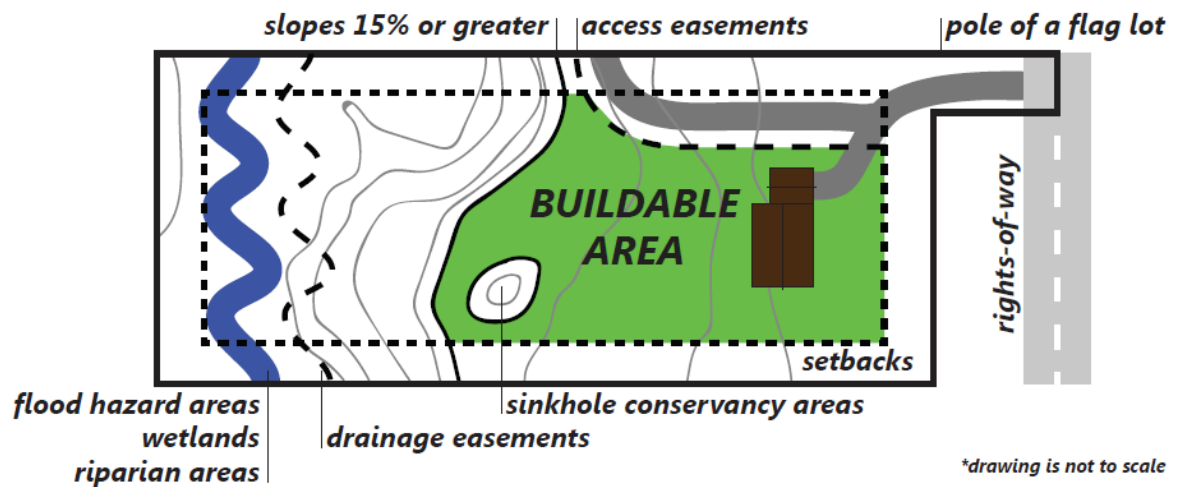 slopes 15% or greater
access easements
pole of a flag lot
BUILDABLE
AREA
rights-of-way
setbacks
flood hazard areas
wetlands
riparian areas
sinkhole conservancy areas
drainage easements
*drawing is not to scale